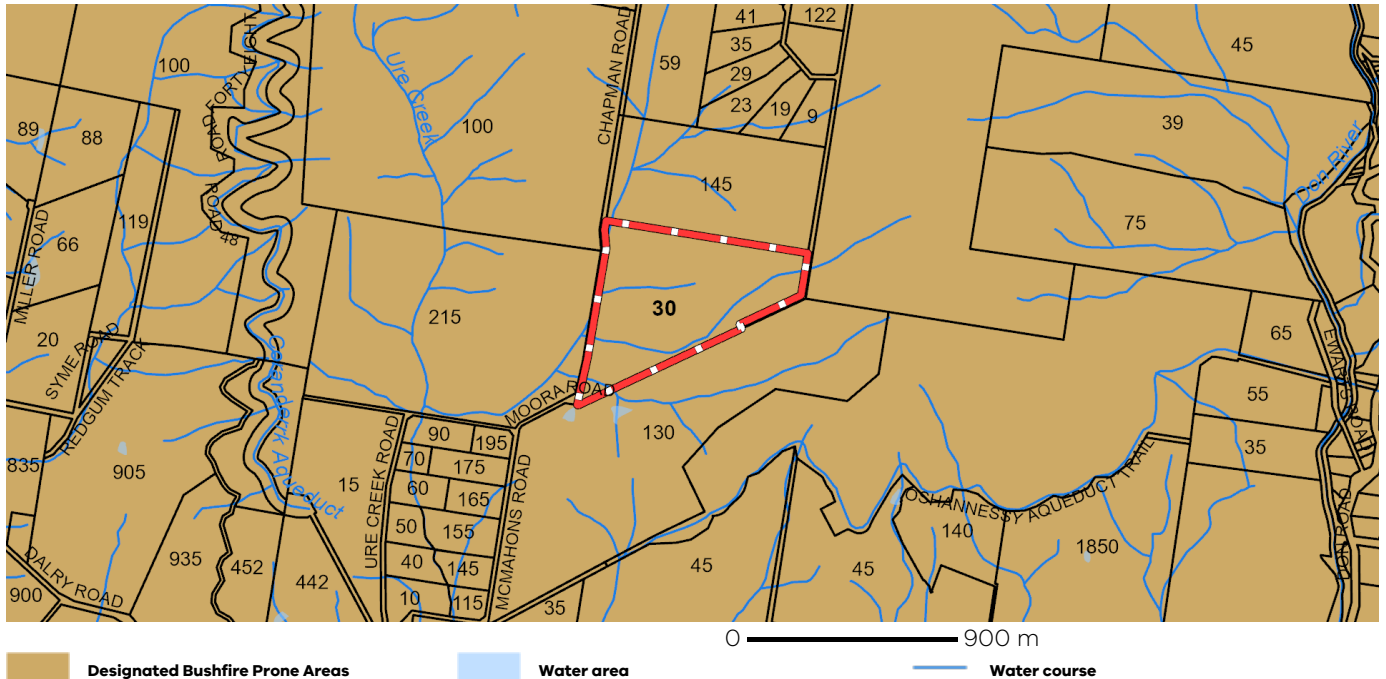 41
122
45
35
59
100
FORTY EIGHT ROAD
Ure Creek
CHAPMAN ROAD
29
23
19
9
100
39
89
88
145
Don River
119
MILLER ROAD
66
ROAD
48
75
215
30
20
SYME ROAD
REDGUM TRACK
Coranderrk Aqueduct
65
EWARTS ROAD
MOORA ROAD
55
90
195
130
35
835
905
15
URE CREEK ROAD
70
175
60
165
MCMAHONS ROAD
OSHANNESSY AQUEDUCT TRAIL
50
155
140
1850
DON ROAD
DALRY ROAD
935
452
442
40
145
45
45
900
10
115
35
0 900 m
Designated Bushfire Prone Areas
Water area
Water course